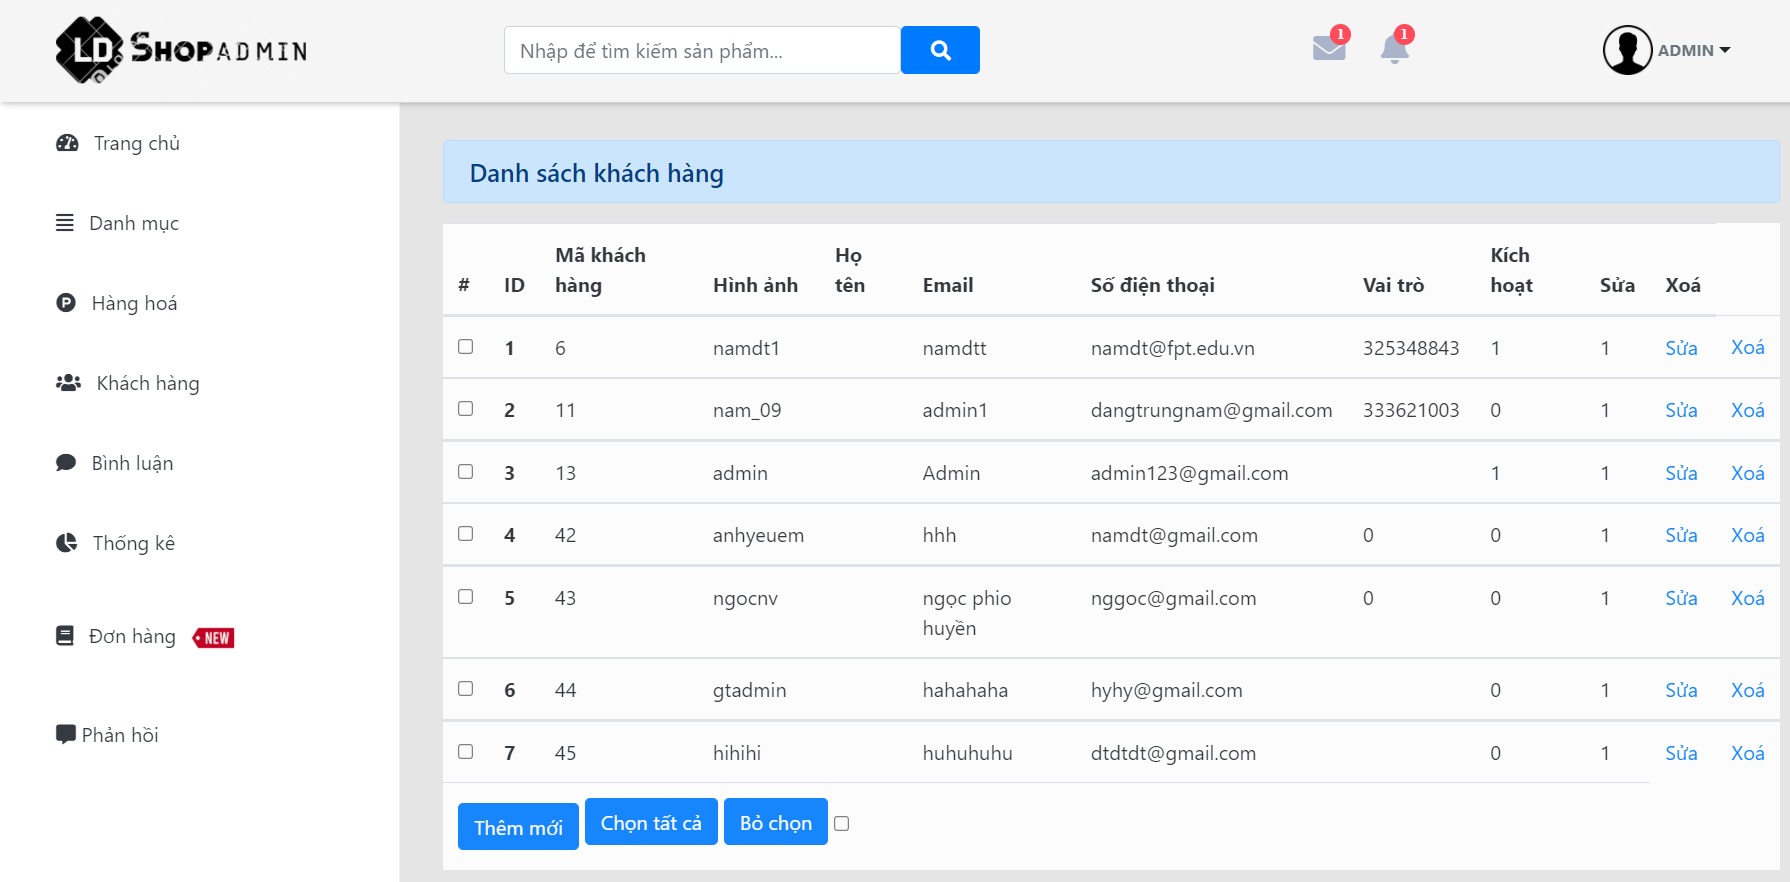 LD SHOP ADMIN
Nhập để tìm kiếm sản phẩm...
1
1
ADMIN
Trang chủ
Danh mục
Hàng hoá
Khách hàng
Bình luận
Thống kê
Đơn hàng NEW
Phản hồi
Danh sách khách hàng
# ID Mã khách hàng Hình ảnh Họ tên Email Số điện thoại Vai trò Kích hoạt Sửa Xoá
1 6 namdt1 namdtt namdt@fpt.edu.vn 325348843 1 1 Sửa Xoá
2 11 nam_09 admin1 dangtrungnam@gmail.com 333621003 0 1 Sửa Xoá
3 13 admin Admin admin123@gmail.com 1 1 Sửa Xoá
4 42 anhyeuem hhh namdt@gmail.com 0 0 1 Sửa Xoá
5 43 ngocnv ngọc phio huyền nggoc@gmail.com 0 0 1 Sửa Xoá
6 44 gtadmin hahahaha hyhy@gmail.com 0 1 Sửa Xoá
7 45 hihihi huhuhuhu dtdtdt@gmail.com 0 1 Sửa Xoá
Thêm mới Chọn tất cả Bỏ chọn